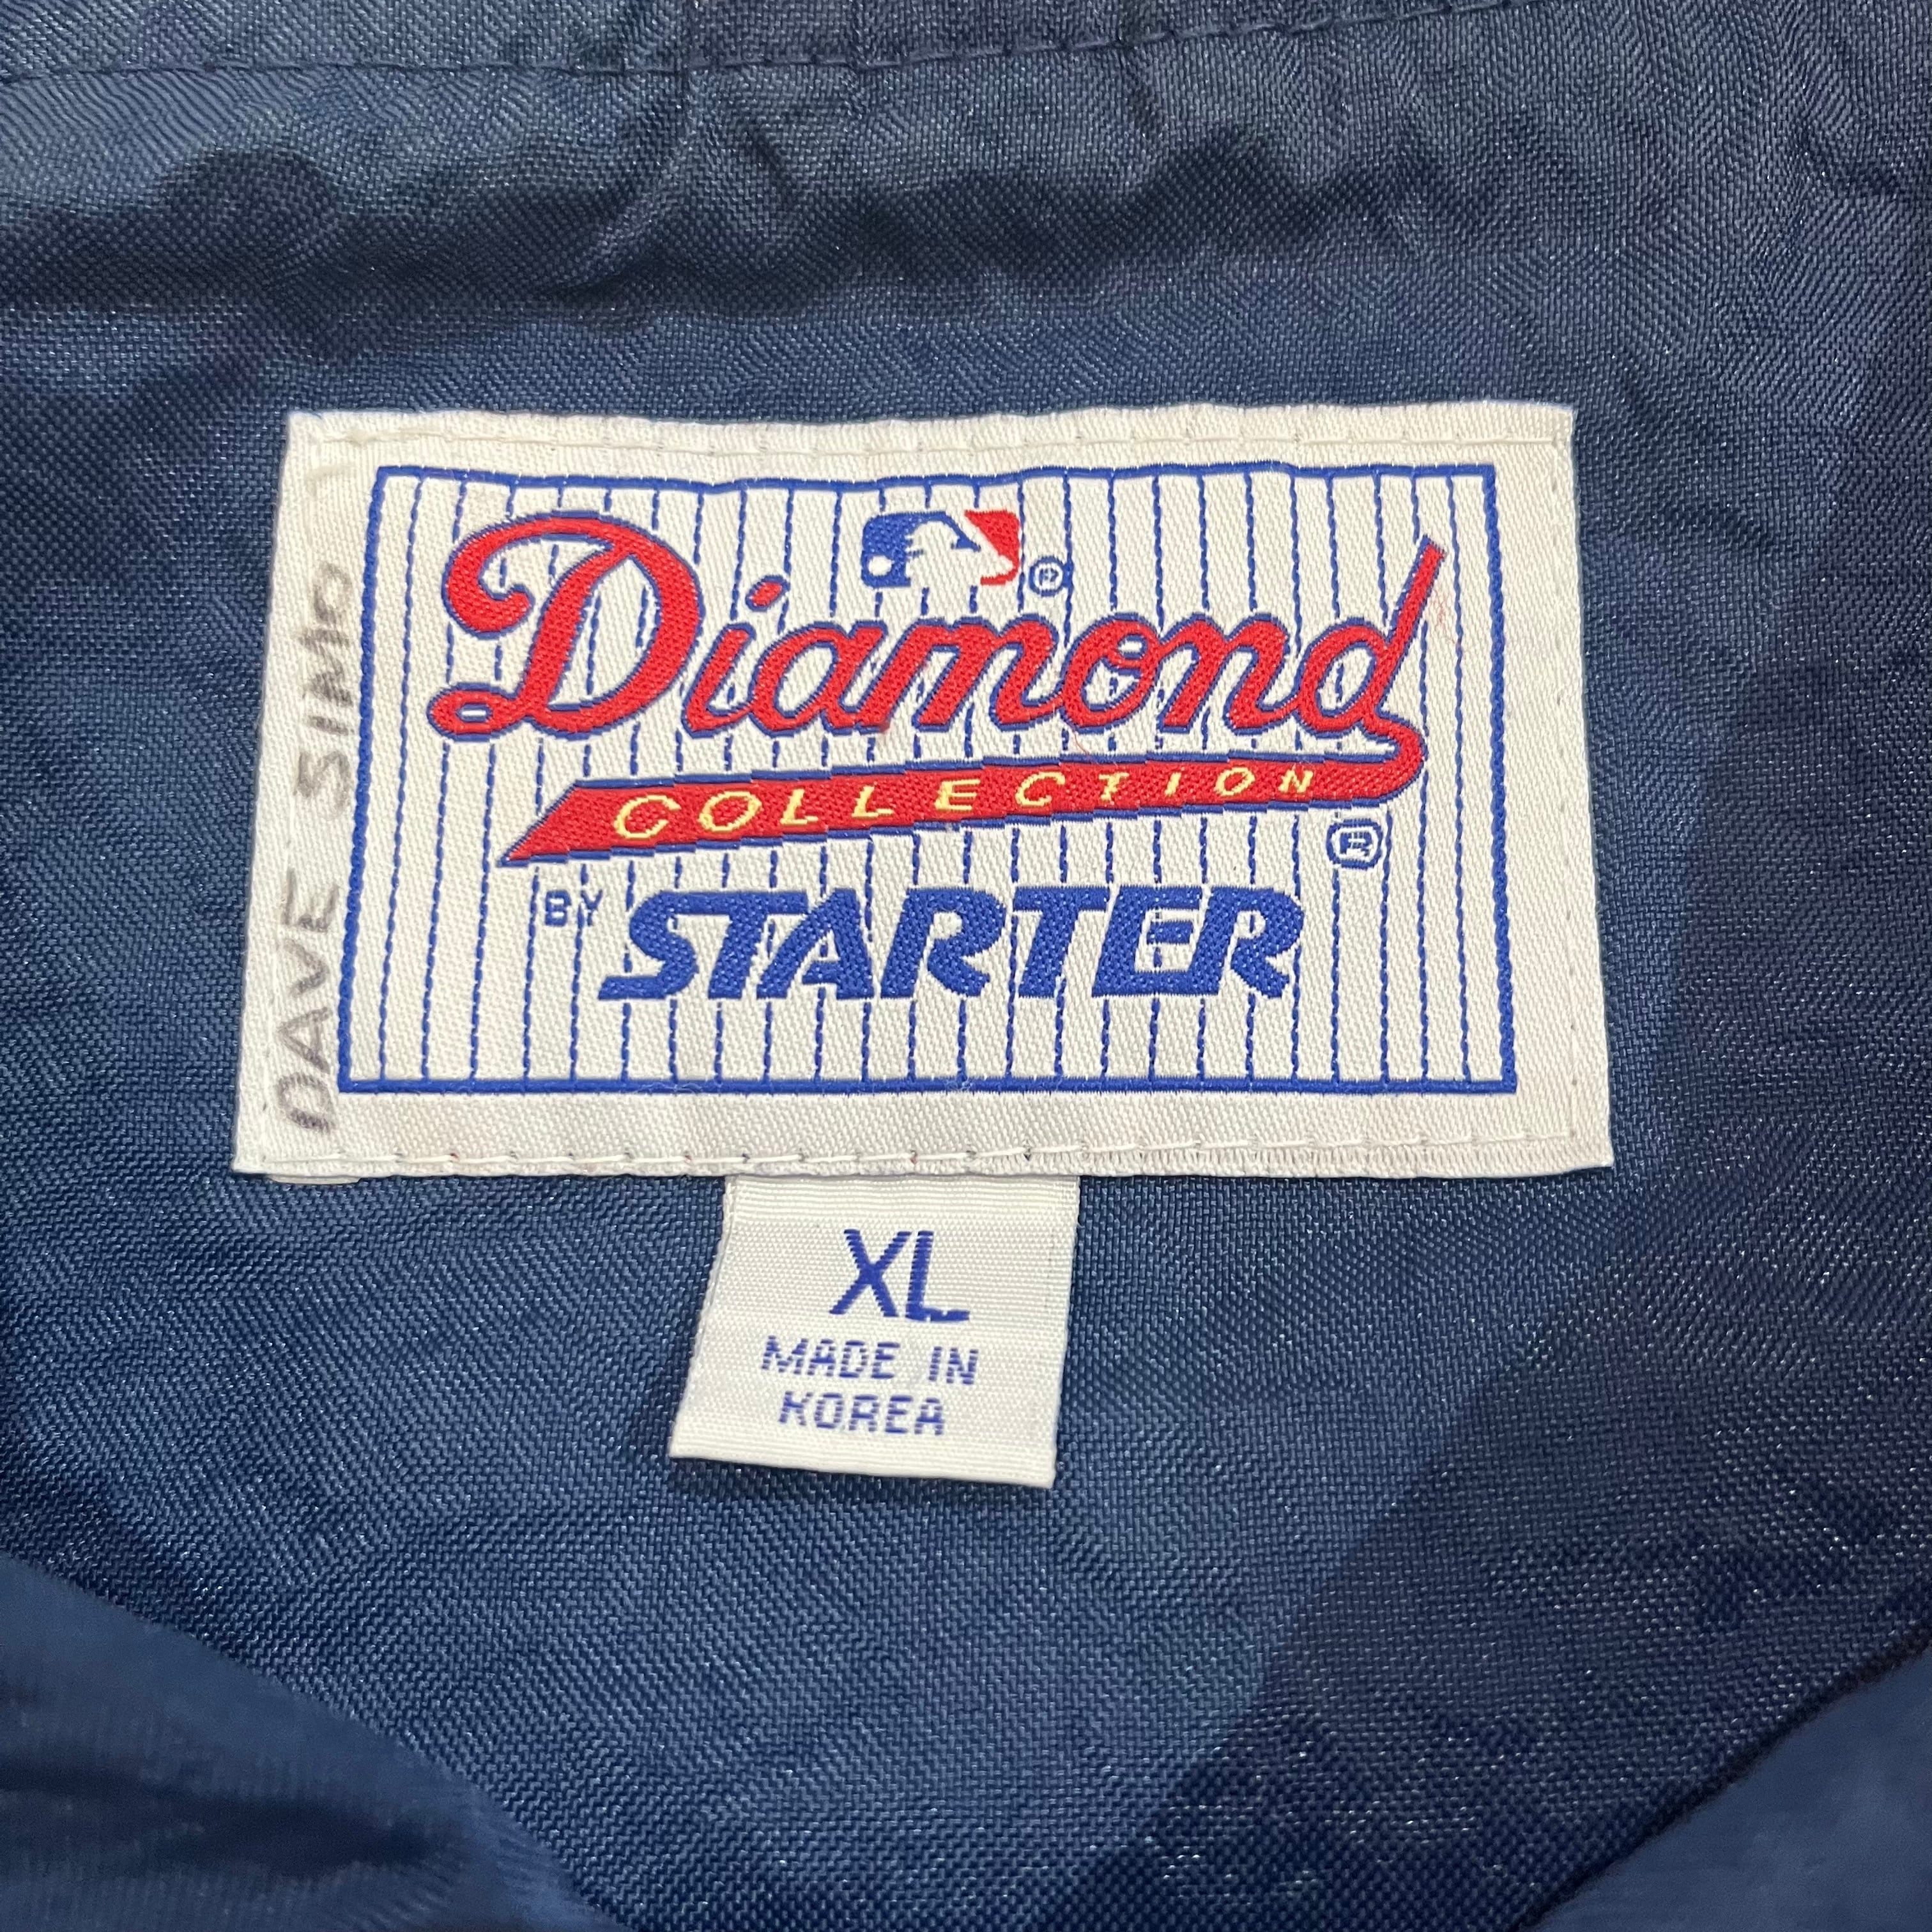 DAVE SIMO
Diamond ®
COLLECTION ®
BY STARTER
XL
MADE IN
KOREA